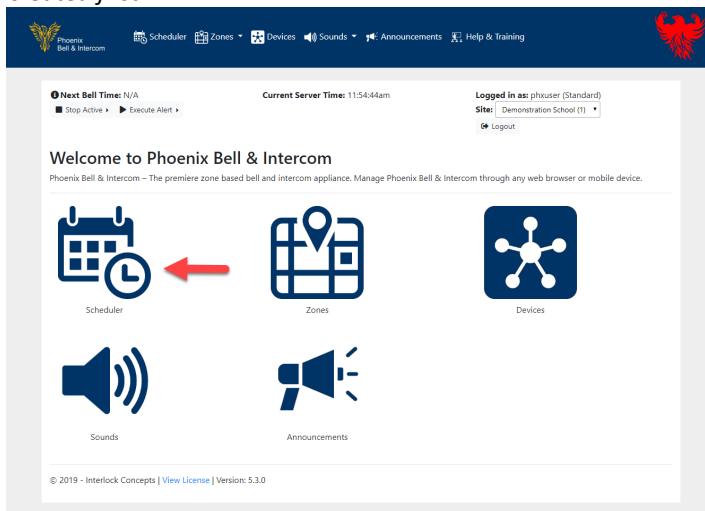 Phoenix
Bell & Intercom
Scheduler Zones Devices Sounds Announcements Help & Training
Next Bell Time: N/A Current Server Time: 11:54:44am Logged in as: phxuser (Standard)
Stop Active Execute Alert Site: Demonstration School (1)
Logout
Welcome to Phoenix Bell & Intercom
Phoenix Bell & Intercom – The premiere zone based bell and intercom appliance. Manage Phoenix Bell & Intercom through any web browser or mobile device.
Scheduler Zones Devices
Sounds Announcements
© 2019 - Interlock Concepts | View License | Version: 5.3.0